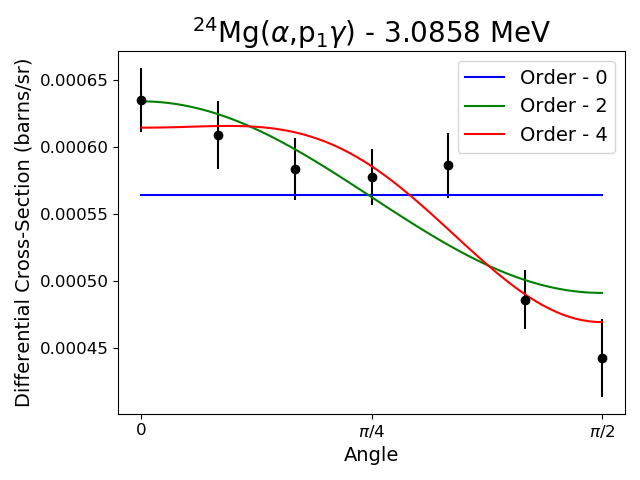 ²⁴Mg(α,p₁γ) - 3.0858 MeV
Differential Cross-Section (barns/sr)
0.00065
0.00060
0.00055
0.00050
0.00045
Order - 0
Order - 2
Order - 4
0
π/4
π/2
Angle